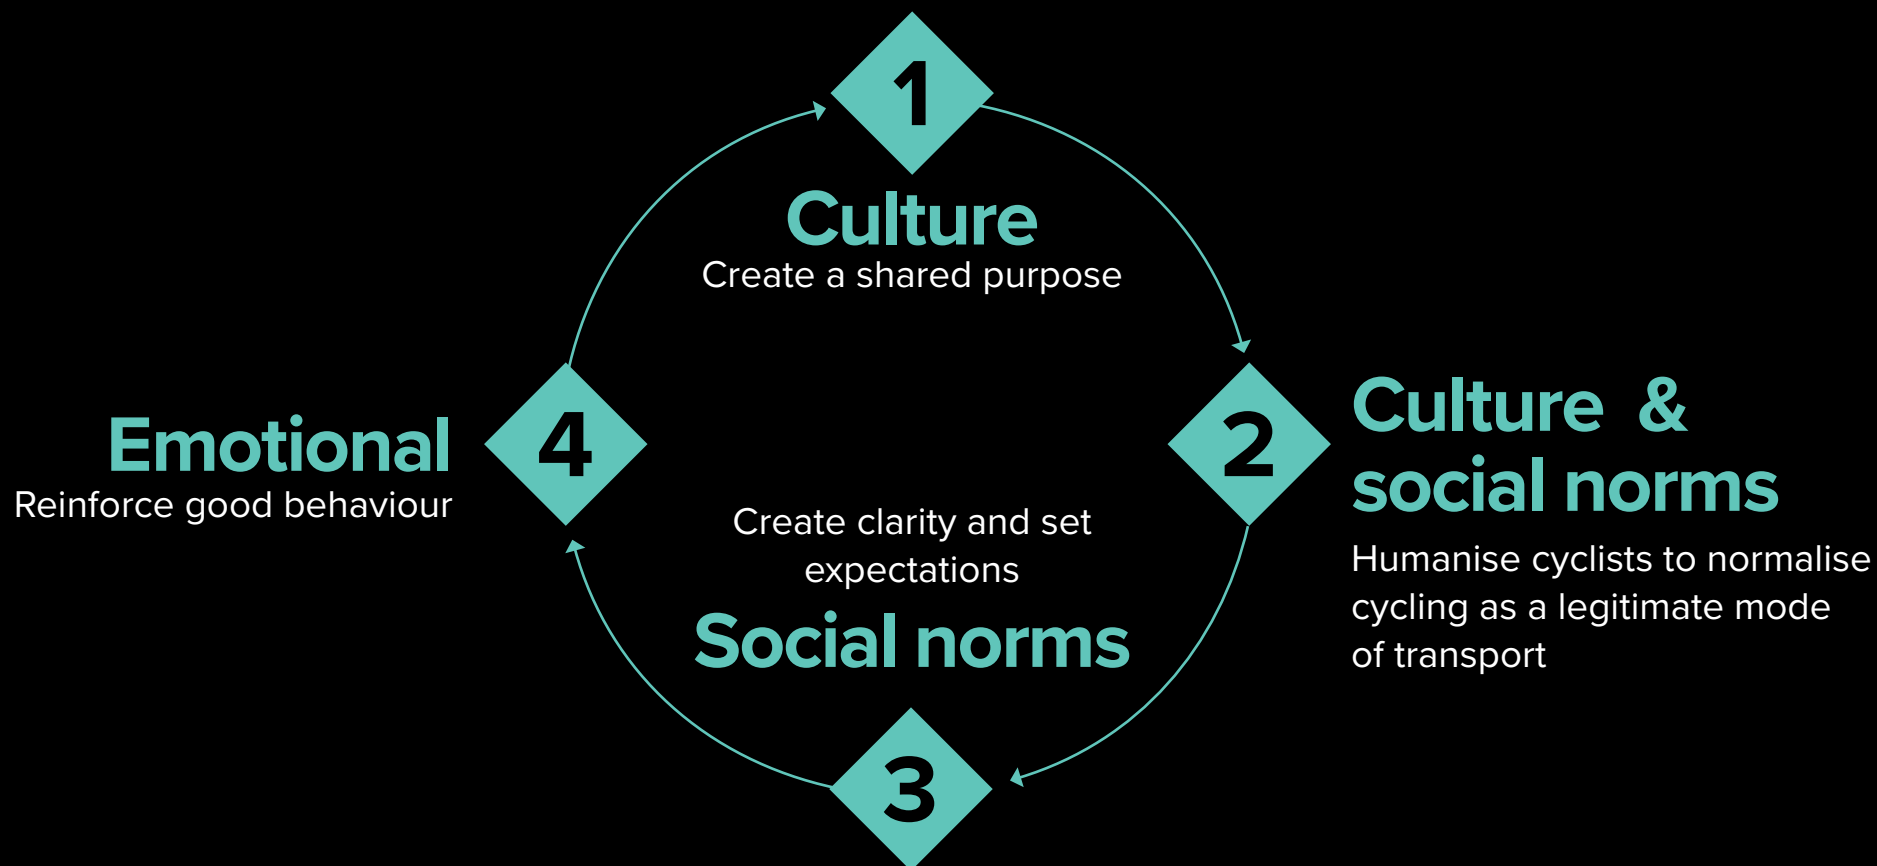 1
Culture
Create a shared purpose
2
Culture &
social norms
Humanise cyclists to normalise
cycling as a legitimate mode
of transport
3
Create clarity and set
expectations
Social norms
4
Emotional
Reinforce good behaviour